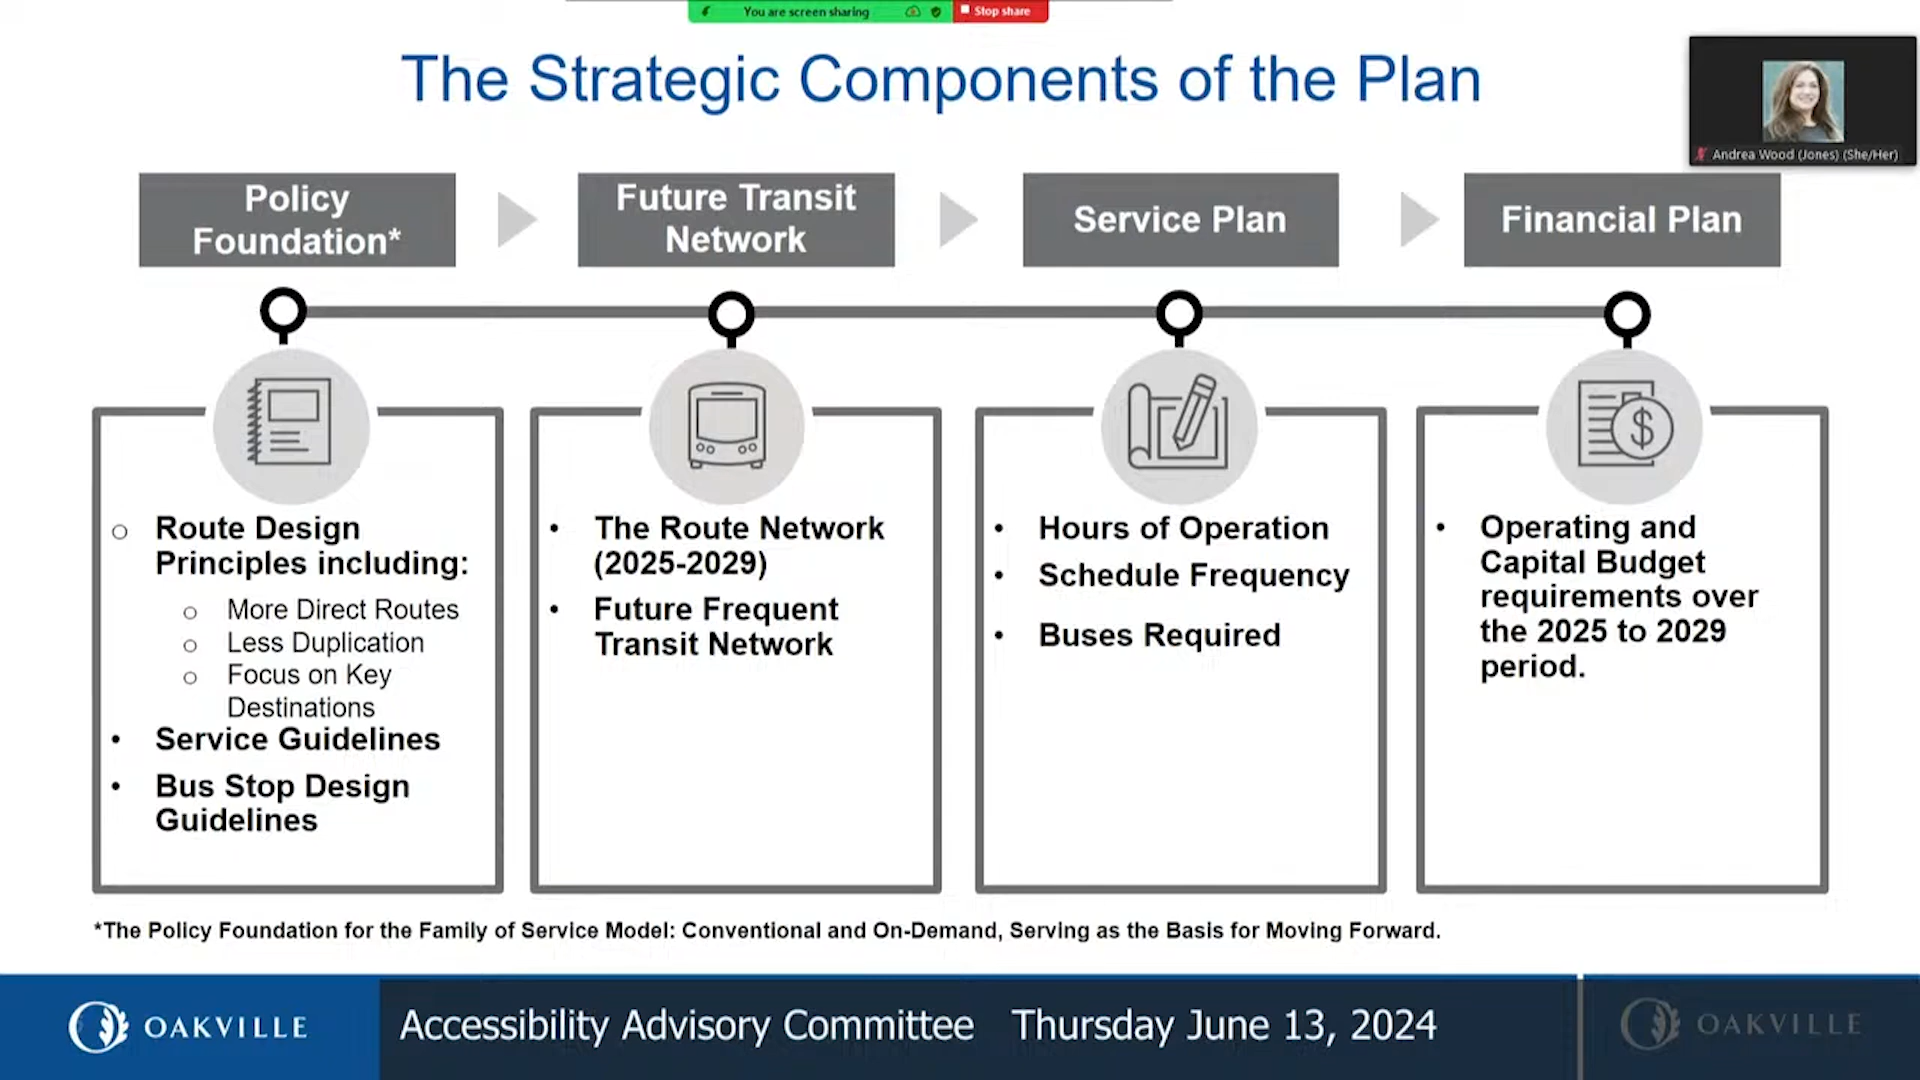 You are screen sharing
Stop share
The Strategic Components of the Plan
Andrea Wood (Jones) (She/Her)
Policy
Foundation*
Future Transit
Network
Service Plan
Financial Plan
$
○ Route Design
Principles including:
○ More Direct Routes
○ Less Duplication
○ Focus on Key
Destinations
• Service Guidelines
• Bus Stop Design
Guidelines
• The Route Network
(2025-2029)
• Future Frequent
Transit Network
• Hours of Operation
• Schedule Frequency
• Buses Required
• Operating and
Capital Budget
requirements over
the 2025 to 2029
period.
*The Policy Foundation for the Family of Service Model: Conventional and On-Demand, Serving as the Basis for Moving Forward.
OAKVILLE
Accessibility Advisory Committee Thursday June 13, 2024
OAKVILLE